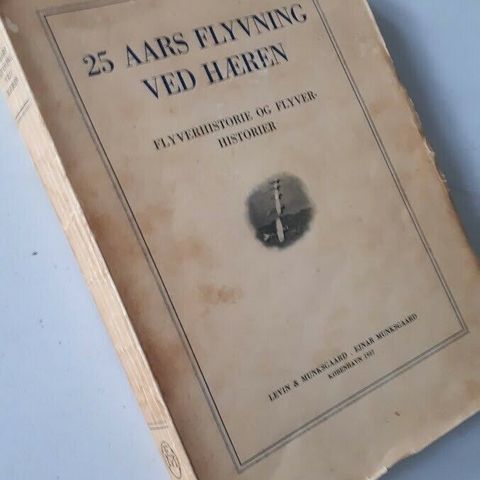 25 AARS FLYVNING
VED HÆREN
FLYVERHISTORIE OG FLYVER-
HISTORIER
LEVIN & MUNKSGAARD · EJNAR MUNKSGAARD
KØBENHAVN 1937